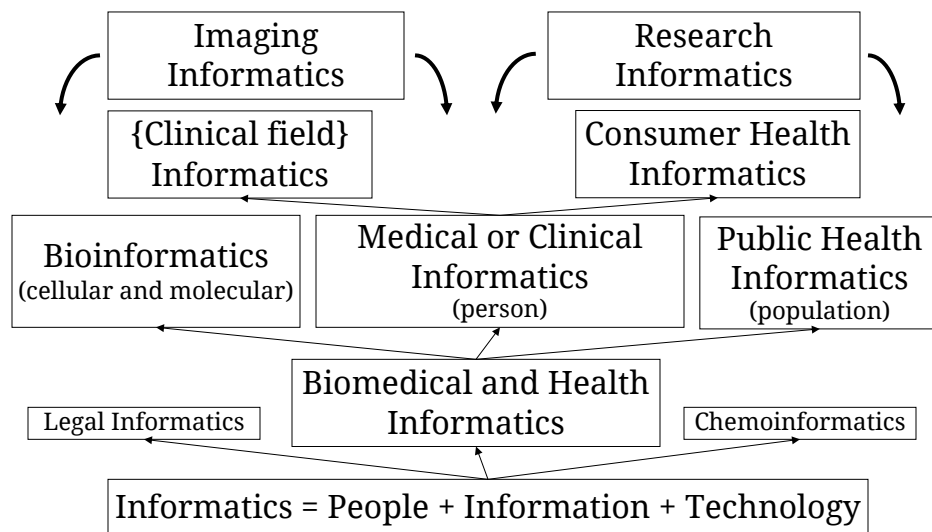 Imaging
Informatics
Research
Informatics
{Clinical field}
Informatics
Consumer Health
Informatics
Bioinformatics
(cellular and molecular)
Medical or Clinical
Informatics
(person)
Public Health
Informatics
(population)
Biomedical and Health
Informatics
Legal Informatics
Chemoinformatics
Informatics = People + Information + Technology